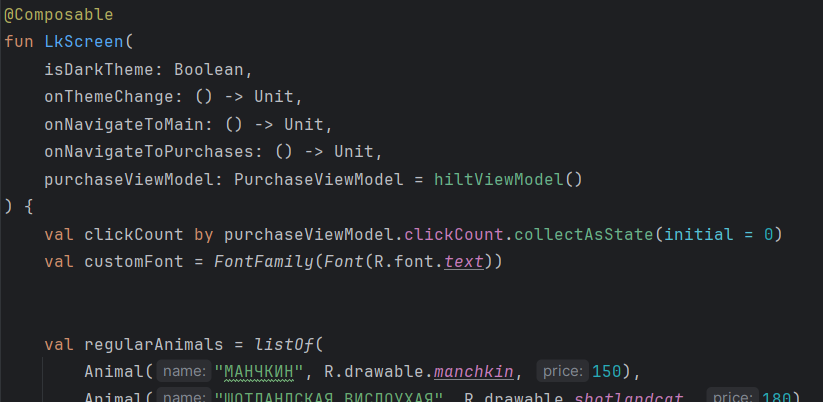 @Composable
fun LkScreen(
isDarkTheme: Boolean,
onThemeChange: () -> Unit,
onNavigateToMain: () -> Unit,
onNavigateToPurchases: () -> Unit,
purchaseViewModel: PurchaseViewModel = hiltViewModel()
) {
val clickCount by purchaseViewModel.clickCount.collectAsState(initial = 0)
val customFont = FontFamily(Font(R.font.text))
val regularAnimals = listOf(
Animal( name: "МАНЧКИН", R.drawable.manchkin, price: 150),
Animal( name: "ШОТЛАНДСКАЯ ВИСЛОУХАЯ", R.drawable.shotlandcat, price: 180)